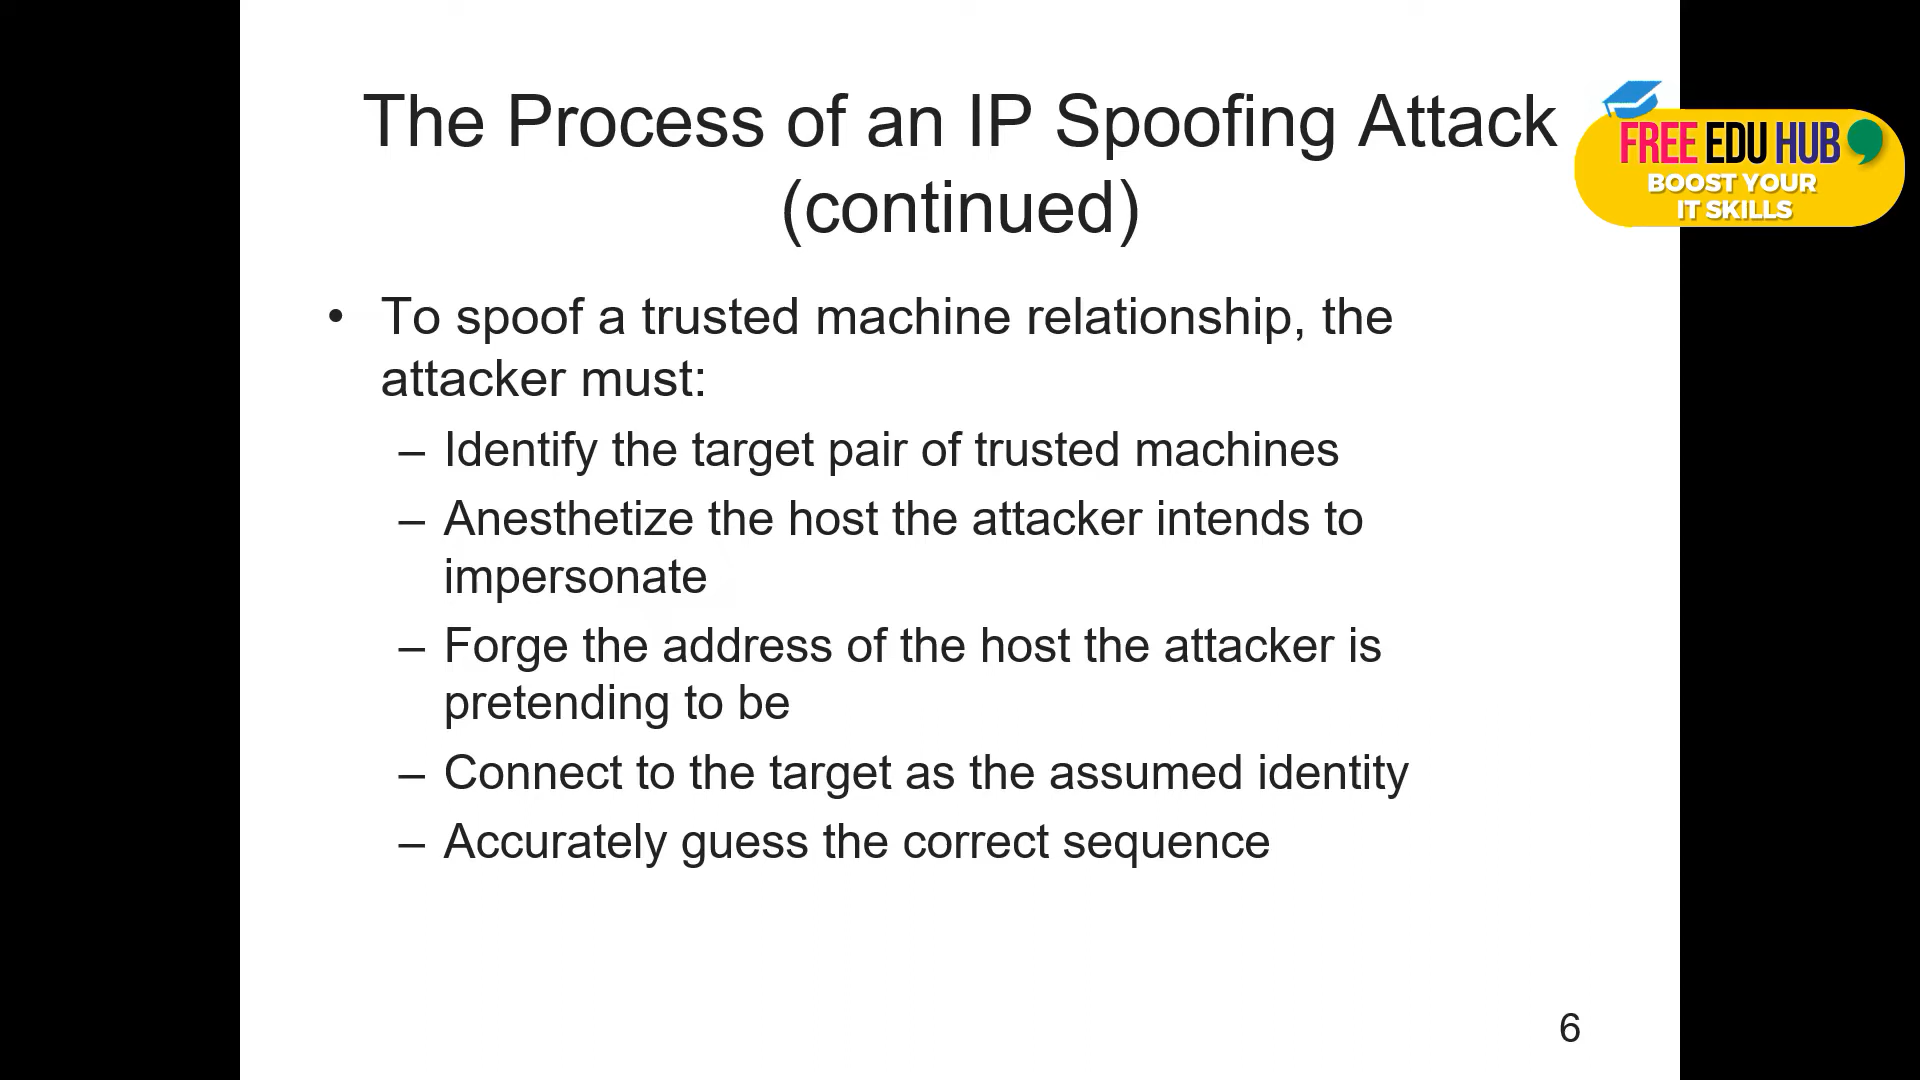 The Process of an IP Spoofing Attack
(continued)
FREE EDU HUB
BOOST YOUR
IT SKILLS
• To spoof a trusted machine relationship, the
attacker must:
– Identify the target pair of trusted machines
– Anesthetize the host the attacker intends to
impersonate
– Forge the address of the host the attacker is
pretending to be
– Connect to the target as the assumed identity
– Accurately guess the correct sequence
6